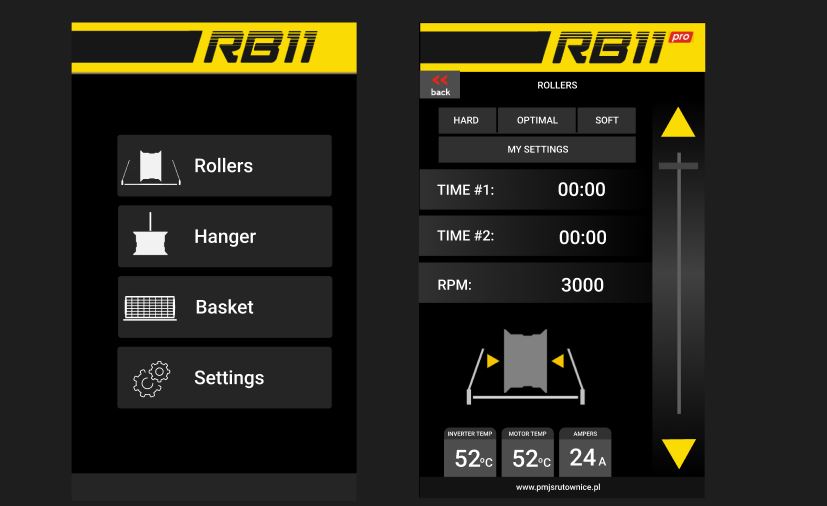 RB11
Rollers
Hanger
Basket
Settings
RB11 pro
<< back
ROLLERS
HARD OPTIMAL SOFT
MY SETTINGS
TIME #1: 00:00
TIME #2: 00:00
RPM: 3000
INVERTER TEMP MOTOR TEMP AMPERS
52°C 52°C 24A
www.pmjsrutownice.pl